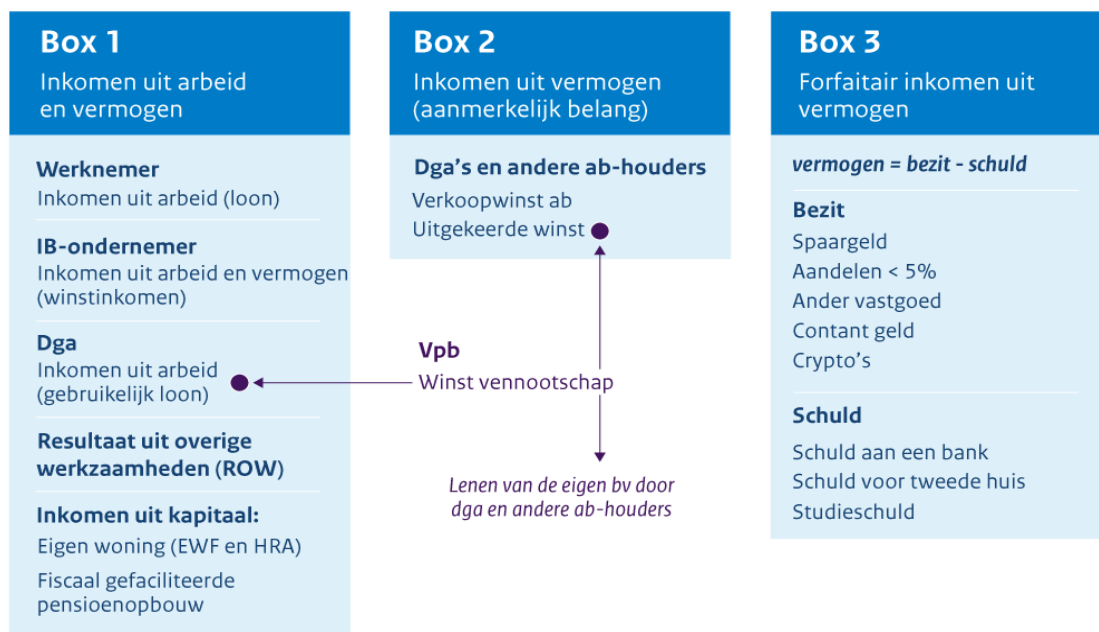 Box 1
Inkomen uit arbeid
en vermogen
Werknemer
Inkomen uit arbeid (loon)
IB-ondernemer
Inkomen uit arbeid en vermogen
(winstinkomen)
Dga
Inkomen uit arbeid
(gebruikelijk loon)
Resultaat uit overige
werkzaamheden (ROW)
Inkomen uit kapitaal:
Eigen woning (EWF en HRA)
Fiscaal gefaciliteerde
pensioenopbouw
Box 2
Inkomen uit vermogen
(aanmerkelijk belang)
Dga's en andere ab-houders
Verkoopwinst ab
Uitgekeerde winst
Vpb
Winst vennootschap
Lenen van de eigen bv door
dga en andere ab-houders
Box 3
Forfaitair inkomen uit
vermogen
vermogen = bezit - schuld
Bezit
Spaargeld
Aandelen < 5%
Ander vastgoed
Contant geld
Crypto's
Schuld
Schuld aan een bank
Schuld voor tweede huis
Studieschuld